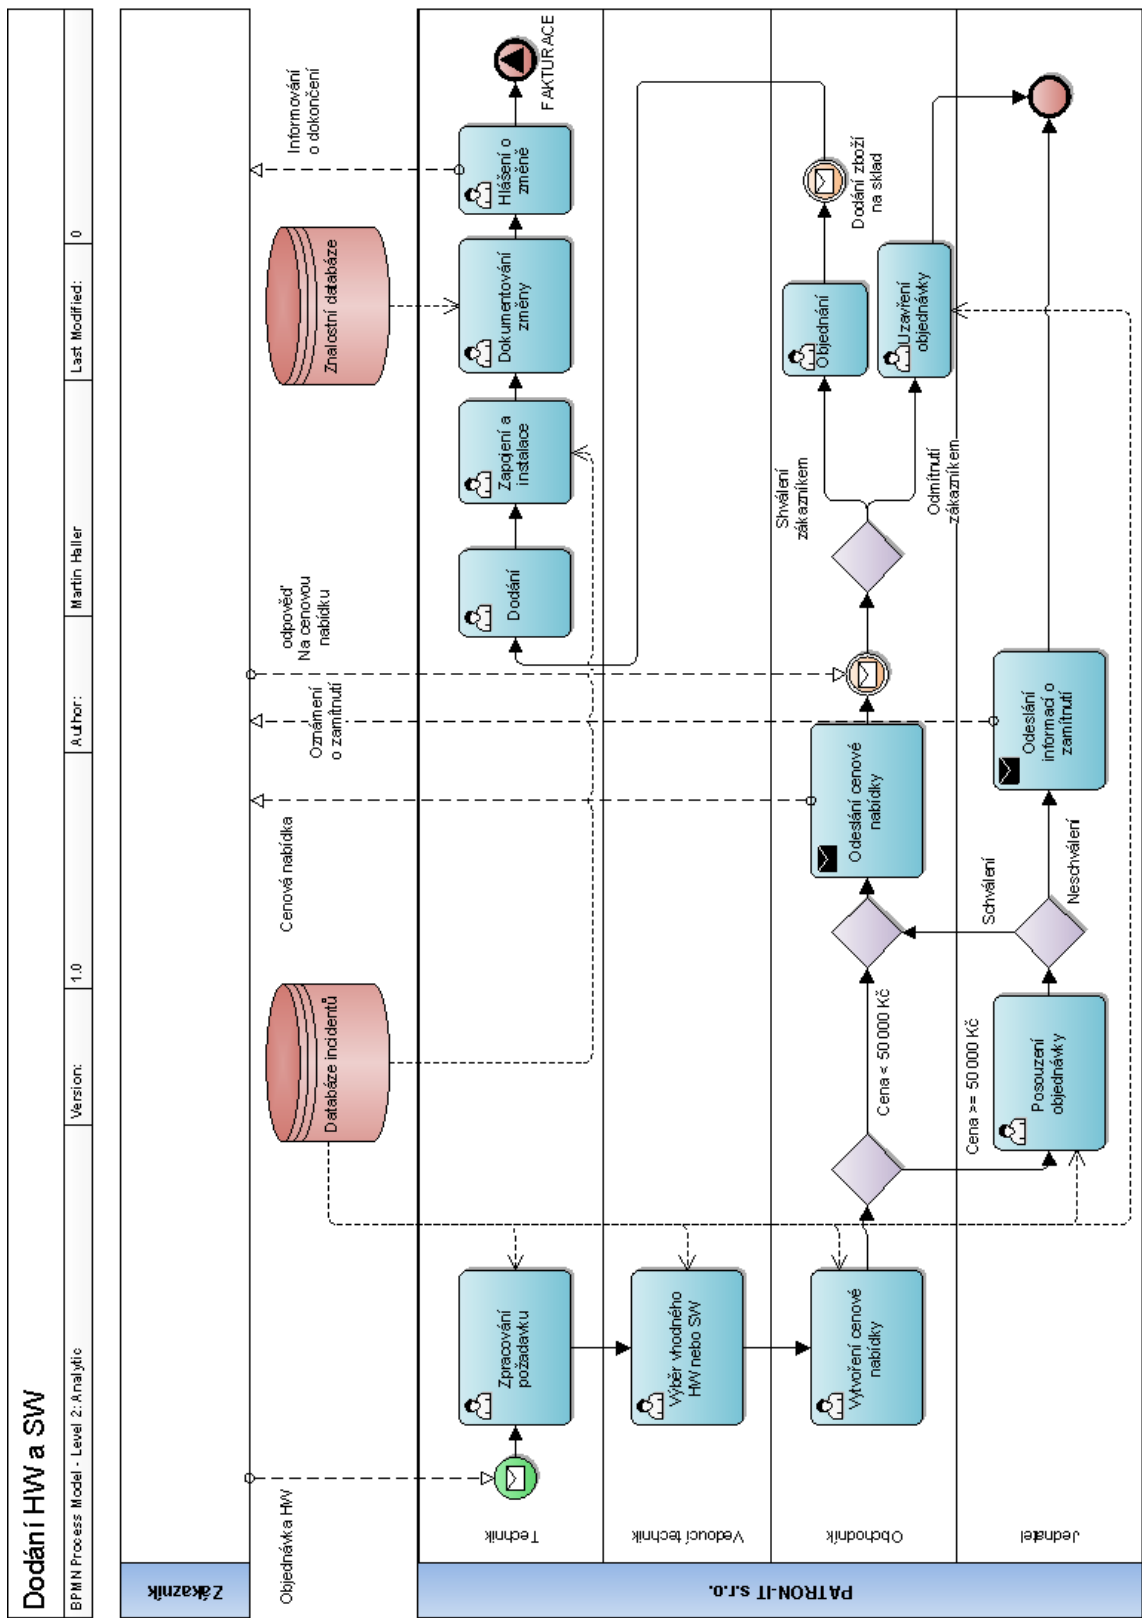 Dodání HW a SW
BPMN Process Model - Level 2: Analytic
Version:
1.0
Author:
Martin Haller
Last Modified:
0
Zákazník
Objednávka HW
Cenová nabídka
Oznámení
o zamítnutí
odpověď
Na cenovou
nabídku
Informování
o dokončení
Databáze incidentů
Znalostní databáze
PATRON-IT s.r.o.
Technik
Zpracování
požadavku
Dodání
Zapojení a
instalace
Dokumentování
změny
Hlášení o
změně
FAKTURACE
Vedoucí technik
Výběr vhodného
HW nebo SW
Obchodník
Vytvoření cenové
nabídky
Cena < 50 000 Kč
Odeslání cenové
nabídky
Shválení
zákazníkem
Odmítnutí
zákazníkem
Objednání
Dodání zboží
na sklad
Uzavření
objednávky
Jednatel
Cena >= 50 000 Kč
Posouzení
objednávky
Schválení
Neschválení
Odeslání
informací o
zamítnutí